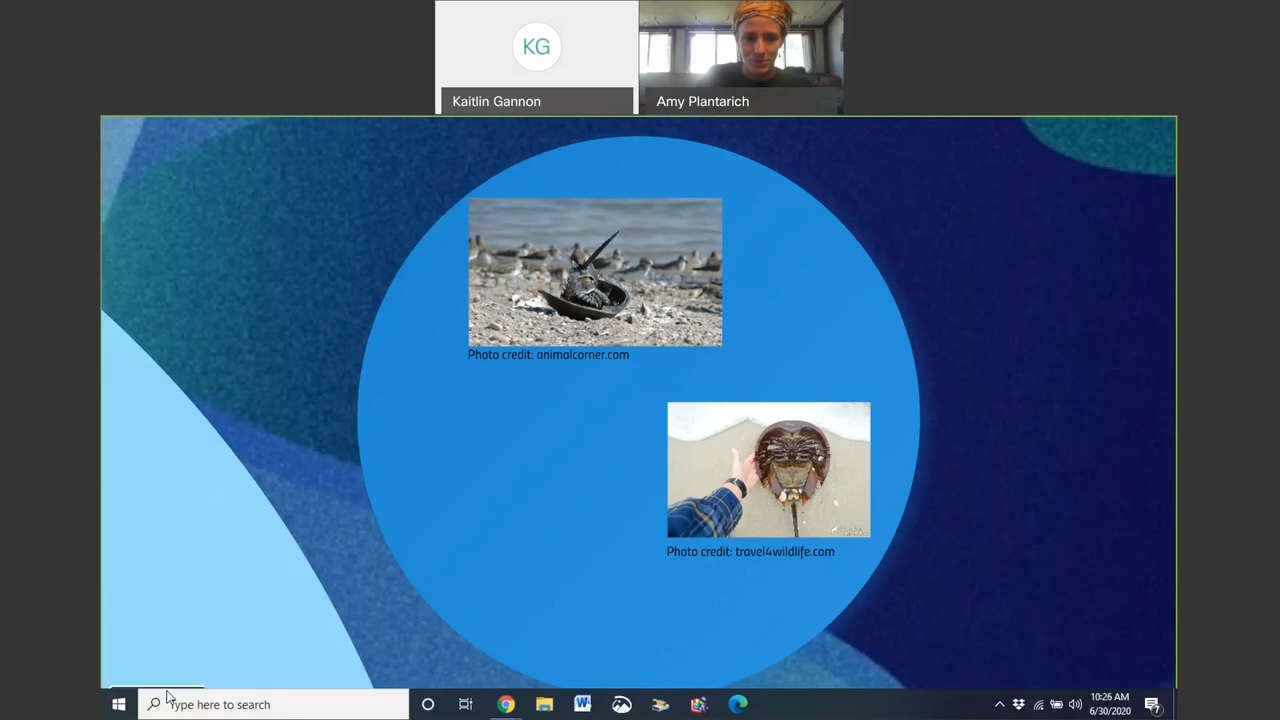 KG
Kaitlin Gannon
Amy Plantarich
Photo credit: animalcorner.com
Photo credit: travel4wildlife.com
Type here to search
10:26 AM
6/30/2020
7